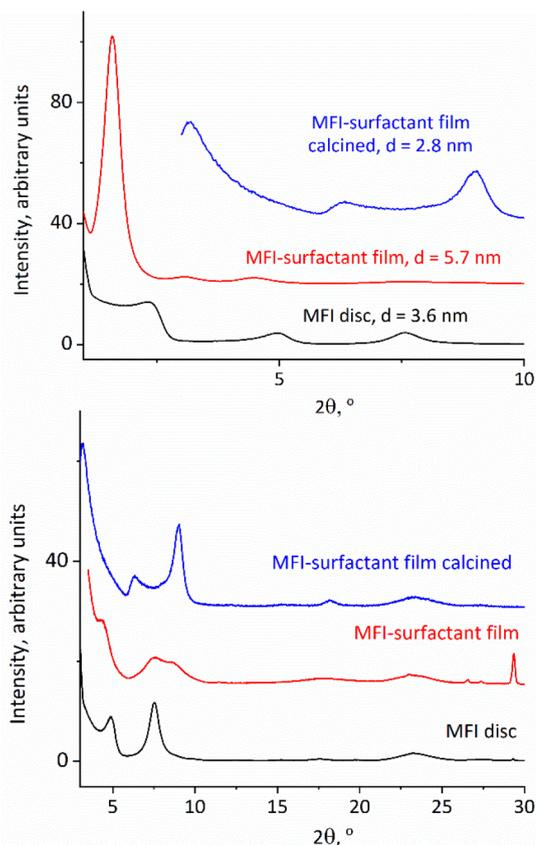 Intensity, arbitrary units
80
40
0
MFI-surfactant film
calcined, d = 2.8 nm
MFI-surfactant film, d = 5.7 nm
MFI disc, d = 3.6 nm
5
10
2θ, º
Intensity, arbitrary units
40
0
MFI-surfactant film calcined
MFI-surfactant film
MFI disc
5
10
15
20
25
30
2θ, º